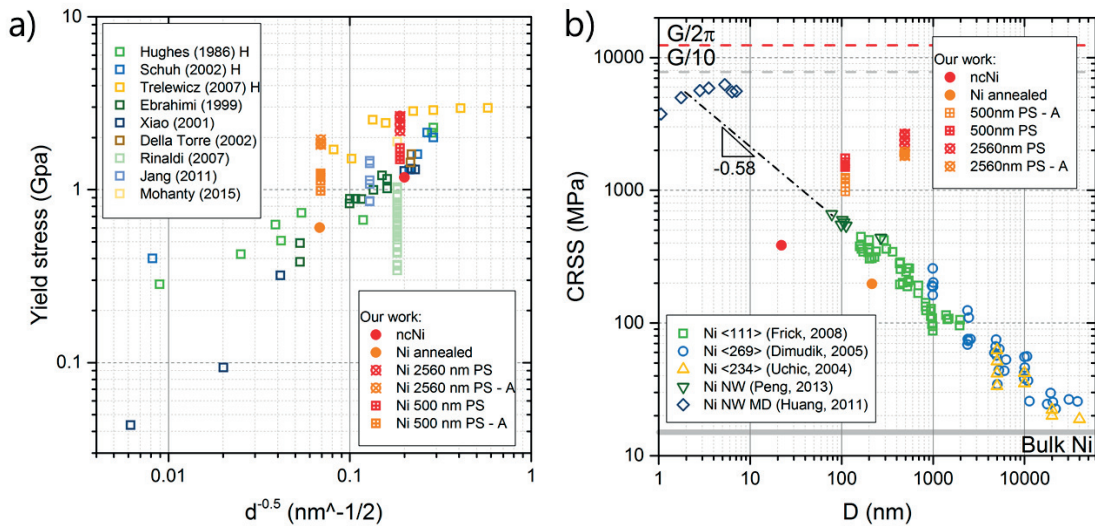 a)
Yield stress (Gpa)
10
1
0.1
0.01
0.1
1
d^-0.5 (nm^-1/2)
Hughes (1986) H
Schuh (2002) H
Trelewicz (2007) H
Ebrahimi (1999)
Xiao (2001)
Della Torre (2002)
Rinaldi (2007)
Jang (2011)
Mohanty (2015)
Our work:
ncNi
Ni annealed
Ni 2560 nm PS
Ni 2560 nm PS - A
Ni 500 nm PS
Ni 500 nm PS - A
b)
CRSS (MPa)
10000
1000
100
10
1
10
100
1000
10000
D (nm)
G/2π
G/10
-0.58
Our work:
ncNi
Ni annealed
500nm PS - A
500nm PS
2560nm PS
2560nm PS - A
Ni <111> (Frick, 2008)
Ni <269> (Dimudik, 2005)
Ni <234> (Uchic, 2004)
Ni NW (Peng, 2013)
Ni NW MD (Huang, 2011)
Bulk Ni